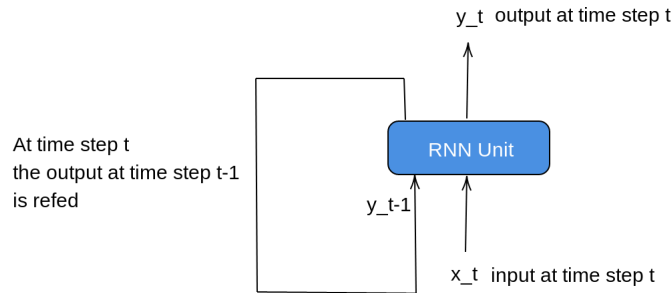 y_t output at time step t
At time step t
the output at time step t-1
is refed
RNN Unit
y_t-1
x_t input at time step t